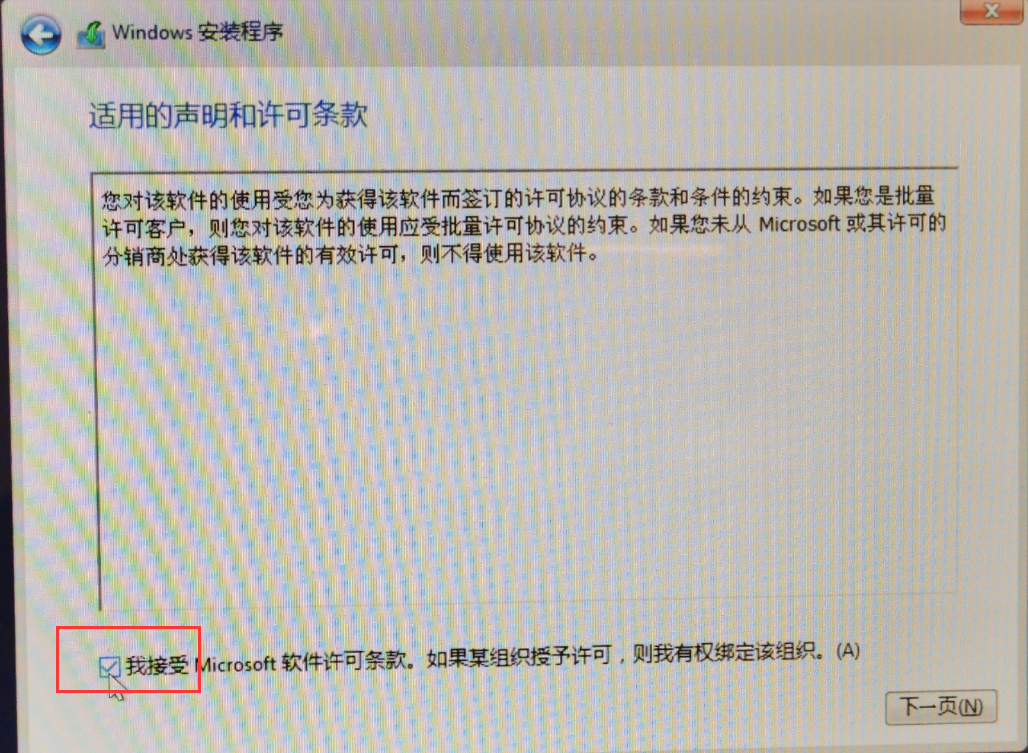 Windows 安装程序
适用的声明和许可条款
您对该软件的使用受您为获得该软件而签订的许可协议的条款和条件的约束。如果您是批量
许可客户，则您对该软件的使用应受批量许可协议的约束。如果您未从 Microsoft 或其许可的
分销商处获得该软件的有效许可，则不得使用该软件。
我接受 Microsoft 软件许可条款。如果某组织授予许可，则我有权绑定该组织。(A)
下一页(N)